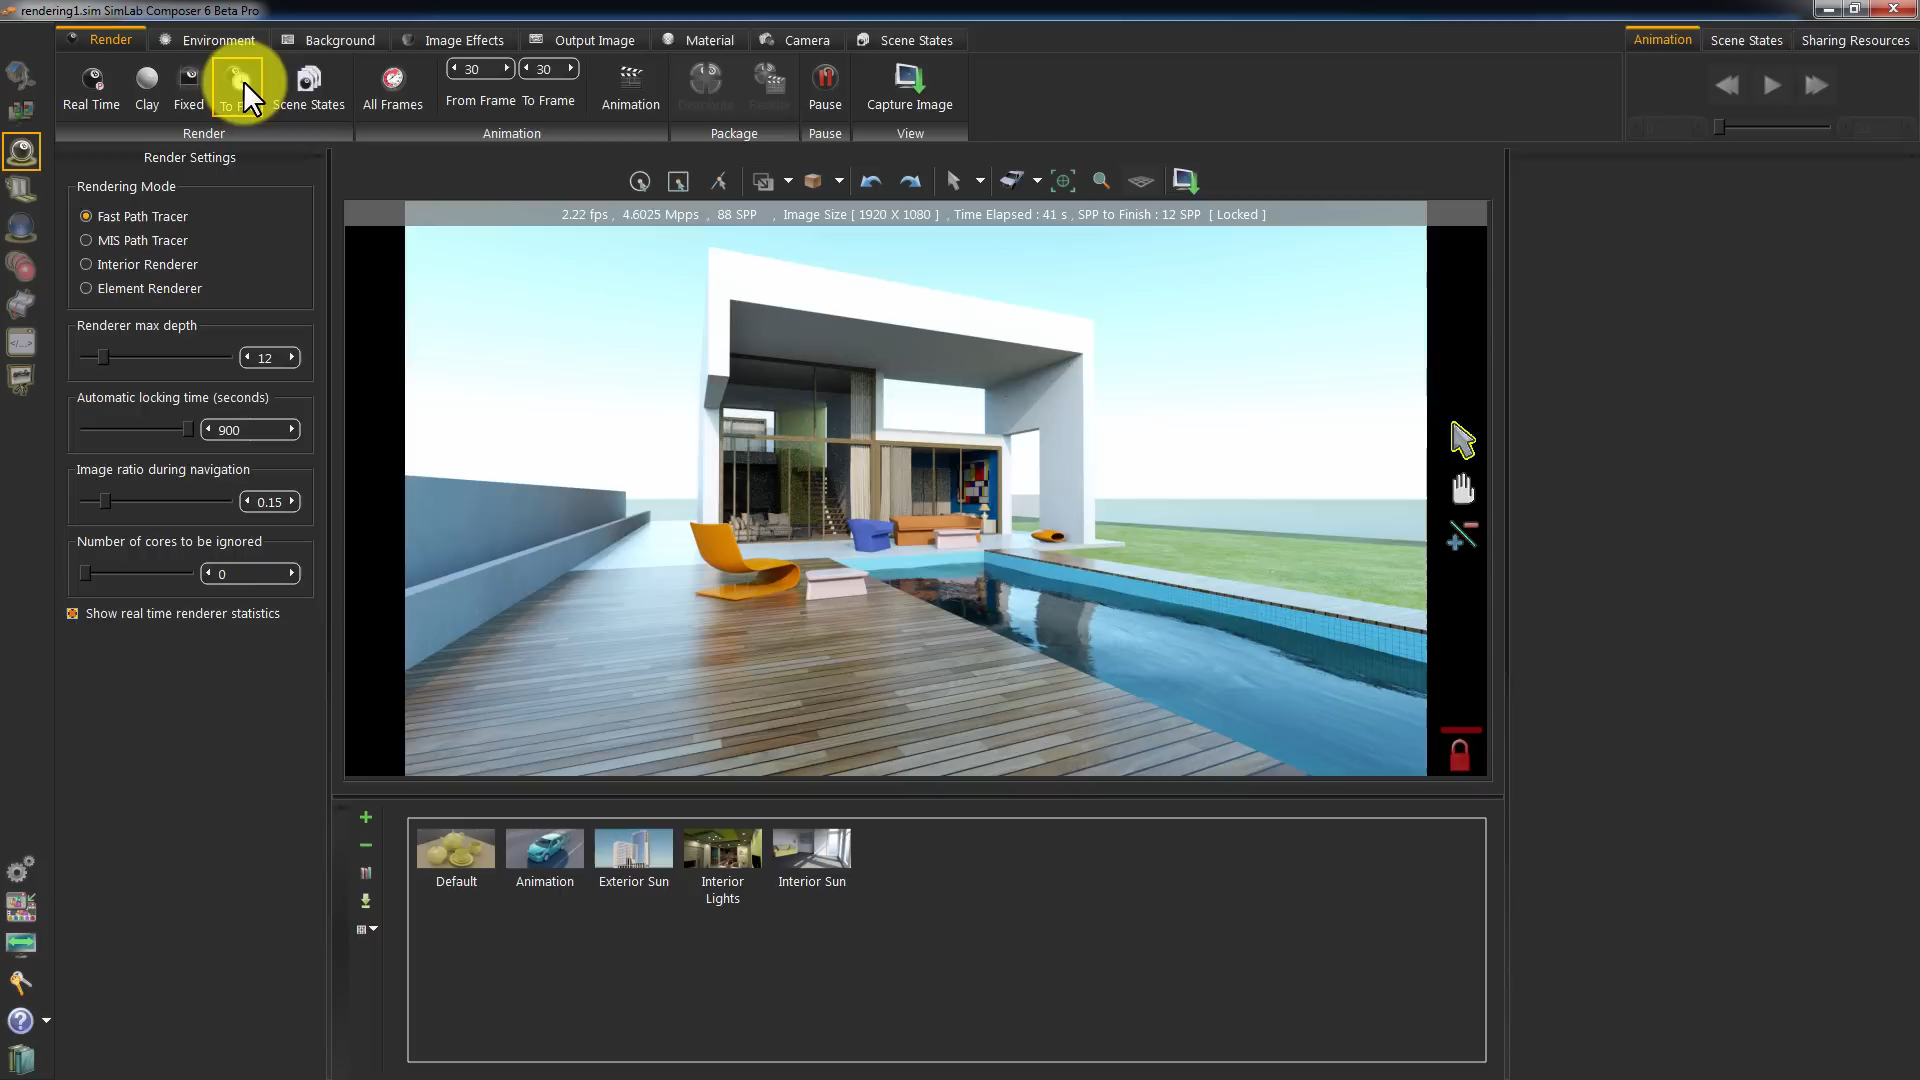 rendering1.sim SimLab Composer 6 Beta Pro
Render Environment Background Image Effects Output Image Material Camera Scene States
Animation Scene States Sharing Resources
30 30
Real Time Clay Fixed To Scene States All Frames From Frame To Frame Animation Pause Capture Image
Render Animation Package Pause View
Render Settings
Rendering Mode
Fast Path Tracer
MIS Path Tracer
Interior Renderer
Element Renderer
Renderer max depth
12
Automatic locking time (seconds)
900
Image ratio during navigation
0.15
Number of cores to be ignored
0
Show real time renderer statistics
2.22 fps , 4.6025 Mpps , 88 SPP , Image Size [ 1920 X 1080 ] , Time Elapsed : 41 s , SPP to Finish : 12 SPP [ Locked ]
Default Animation Exterior Sun Interior Lights Interior Sun